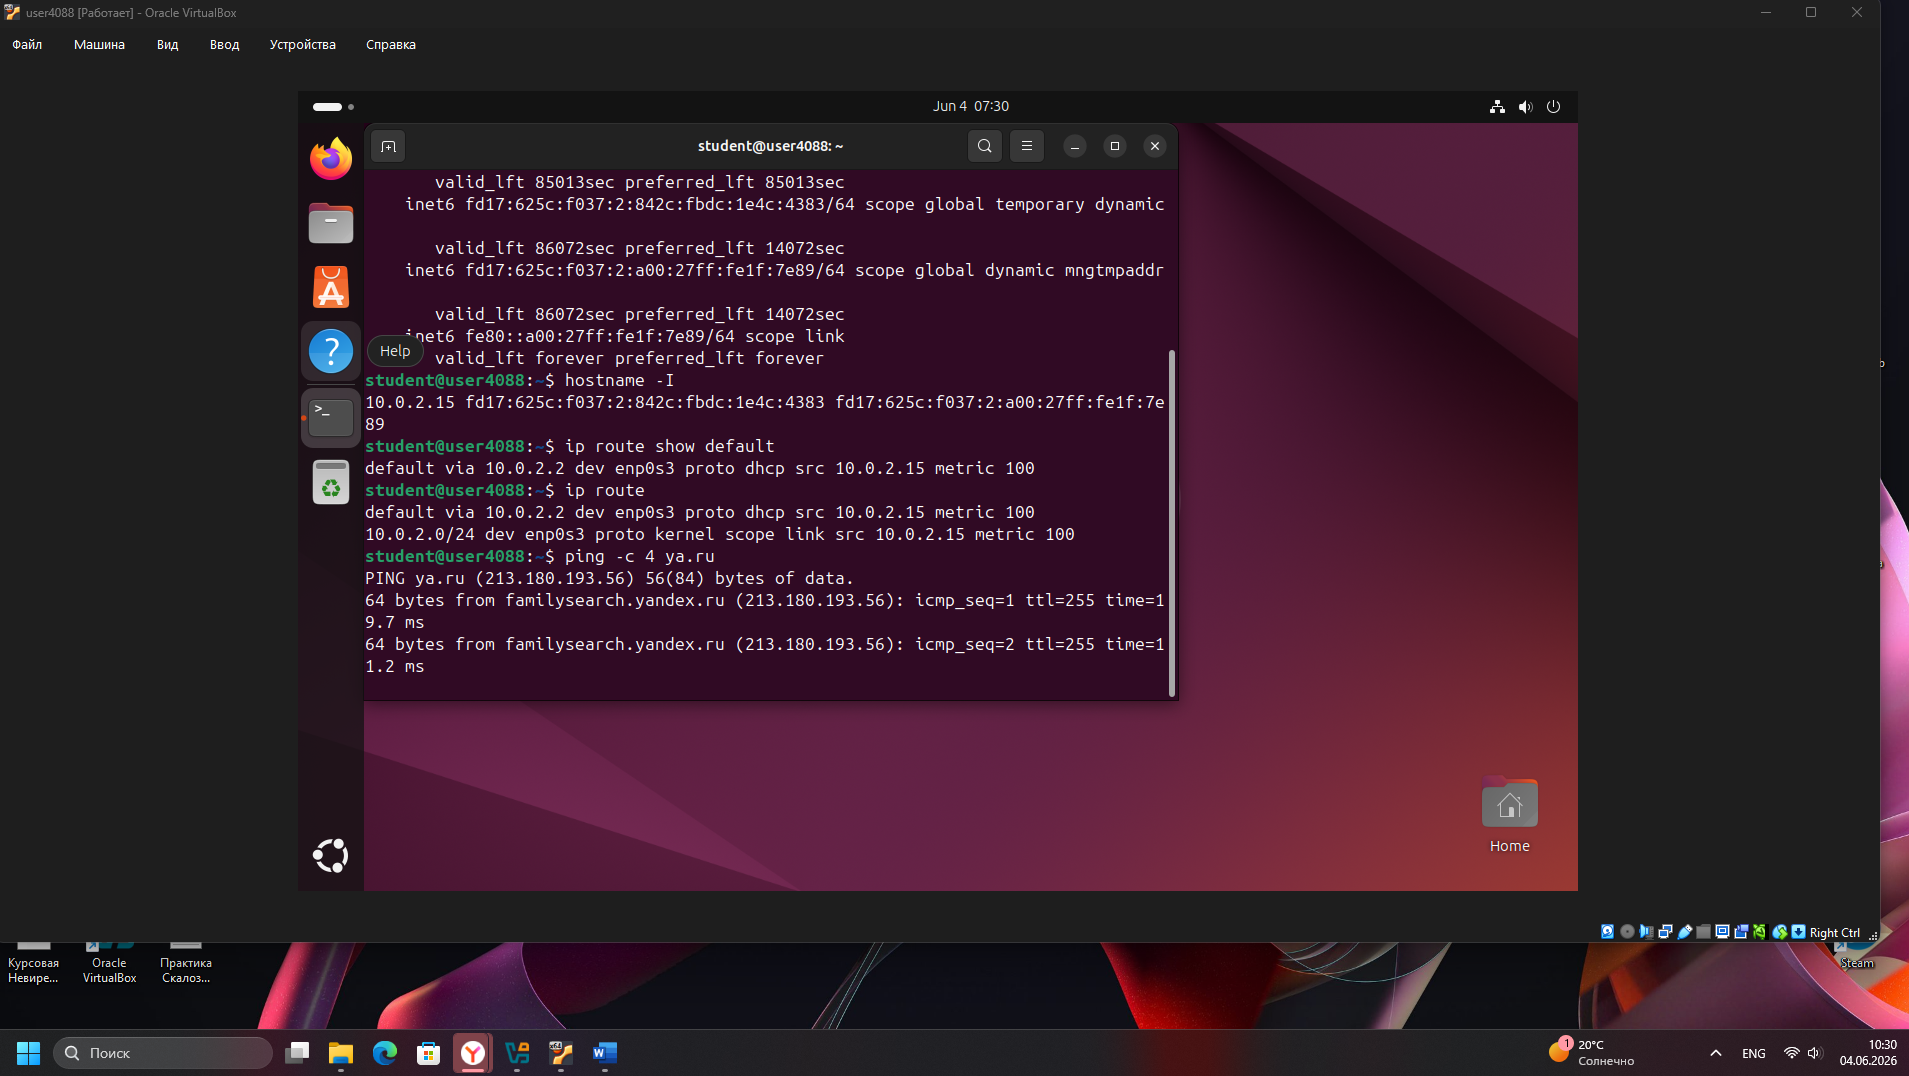 user4088 [Работает] - Oracle VirtualBox
Файл Машина Вид Ввод Устройства Справка
Jun 4 07:30
student@user4088: ~
valid_lft 85013sec preferred_lft 85013sec
inet6 fd17:625c:f037:2:842c:fbdc:1e4c:4383/64 scope global temporary dynamic
valid_lft 86072sec preferred_lft 14072sec
inet6 fd17:625c:f037:2:a00:27ff:fe1f:7e89/64 scope global dynamic mngtmpaddr
valid_lft 86072sec preferred_lft 14072sec
inet6 fe80::a00:27ff:fe1f:7e89/64 scope link
Help
valid_lft forever preferred_lft forever
student@user4088:~$ hostname -I
10.0.2.15 fd17:625c:f037:2:842c:fbdc:1e4c:4383 fd17:625c:f037:2:a00:27ff:fe1f:7e
89
student@user4088:~$ ip route show default
default via 10.0.2.2 dev enp0s3 proto dhcp src 10.0.2.15 metric 100
student@user4088:~$ ip route
default via 10.0.2.2 dev enp0s3 proto dhcp src 10.0.2.15 metric 100
10.0.2.0/24 dev enp0s3 proto kernel scope link src 10.0.2.15 metric 100
student@user4088:~$ ping -c 4 ya.ru
PING ya.ru (213.180.193.56) 56(84) bytes of data.
64 bytes from familysearch.yandex.ru (213.180.193.56): icmp_seq=1 ttl=255 time=1
9.7 ms
64 bytes from familysearch.yandex.ru (213.180.193.56): icmp_seq=2 ttl=255 time=1
1.2 ms
Home
Right Ctrl
Курсовая
Невире...
Oracle
VirtualBox
Практика
Скалоз...
Steam
Поиск
1
20°C
Солнечно
ENG
10:30
04.06.2026